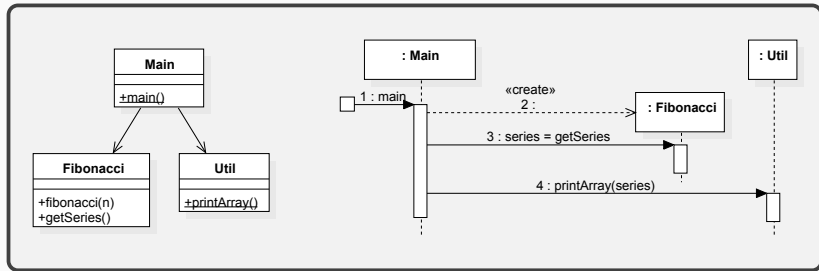 Main
+main()
Fibonacci
+fibonacci(n)
+getSeries()
Util
+printArray()
: Main
: Util
1 : main
«create»
2 :
: Fibonacci
3 : series = getSeries
4 : printArray(series)